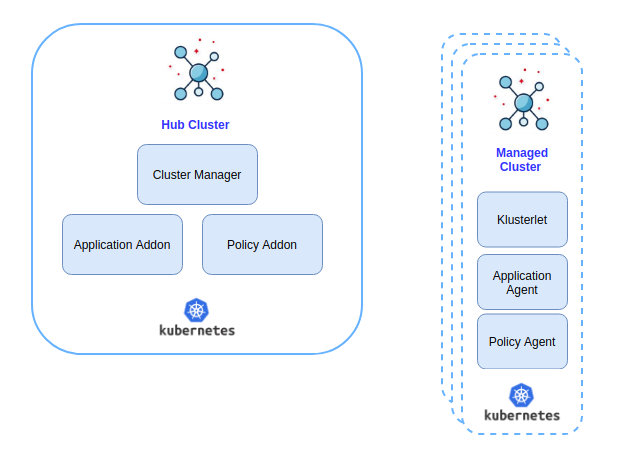 Hub Cluster
Cluster Manager
Application Addon
Policy Addon
kubernetes
Managed
Cluster
Klusterlet
Application
Agent
Policy Agent
kubernetes